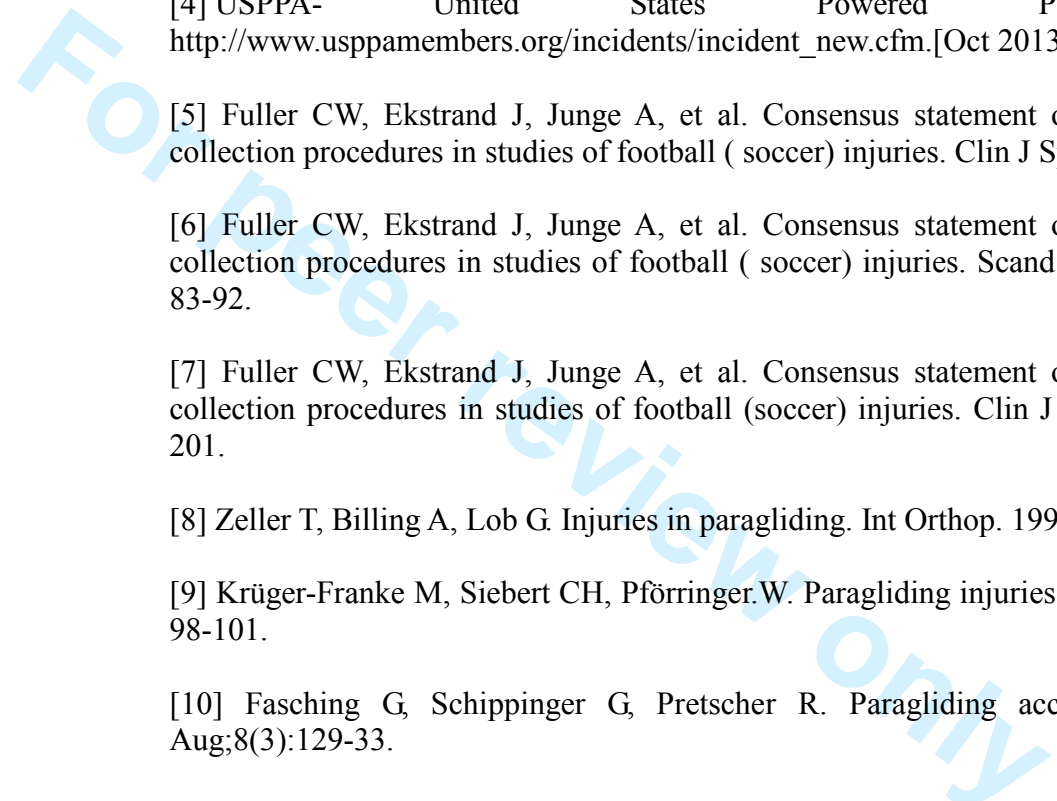 [4] USPPA- United States Powered
http://www.usppamembers.org/incidents/incident_new.cfm.[Oct 2013
[5] Fuller CW, Ekstrand J, Junge A, et al. Consensus statement
collection procedures in studies of football ( soccer) injuries. Clin J
[6] Fuller CW, Ekstrand J, Junge A, et al. Consensus statement
collection procedures in studies of football ( soccer) injuries. Scand
83-92.
[7] Fuller CW, Ekstrand J, Junge A, et al. Consensus statement
collection procedures in studies of football (soccer) injuries. Clin J
201.
[8] Zeller T, Billing A, Lob G. Injuries in paragliding. Int Orthop. 199
[9] Krüger-Franke M, Siebert CH, Pförringer.W. Paragliding injuries
98-101.
[10] Fasching G, Schippinger G, Pretscher R. Paragliding acc
Aug;8(3):129-33.
For peer review only